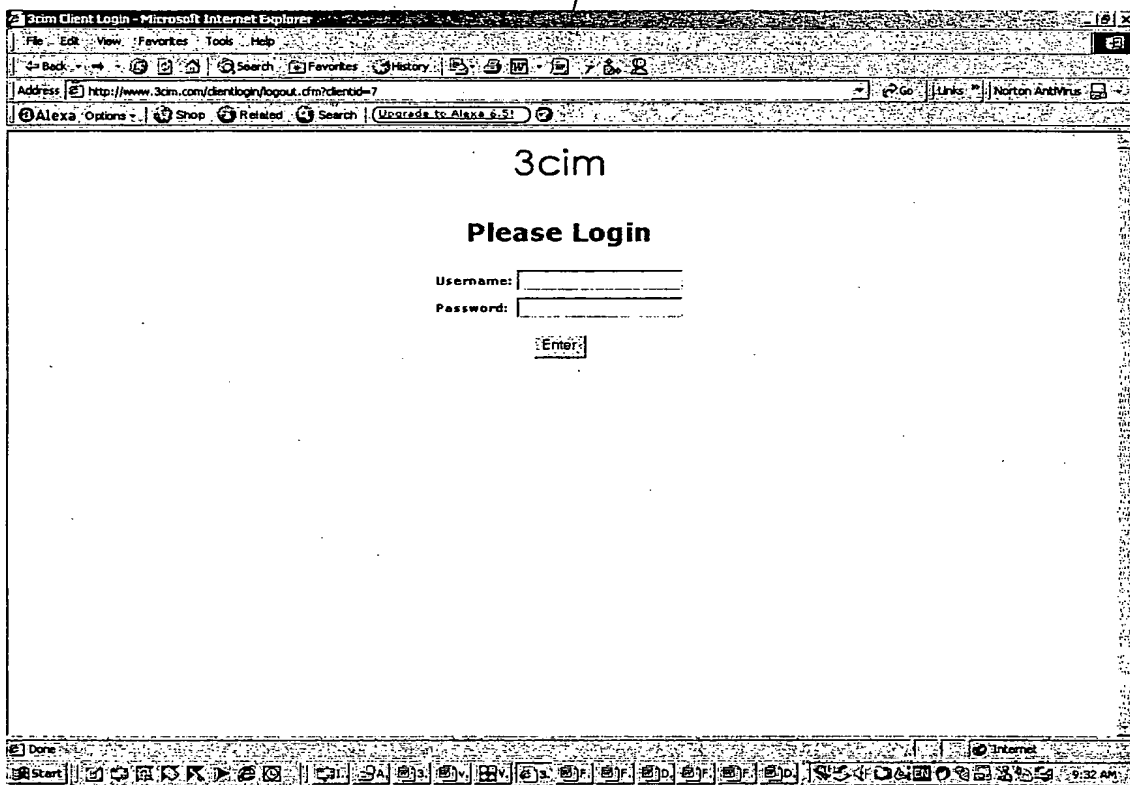 3cim Client Login - Microsoft Internet Explorer
File Edit View Favorites Tools Help
Back Search Favorites History
Address http://www.3cim.com/clientlogin/logout.cfm?clientid=7 Go Links » Norton AntiVirus
Alexa Options Shop Related Search Upgrade to Alexa 6.5!
3cim
Please Login
Username:
Password:
Enter
Done Internet
Start 9:32 AM